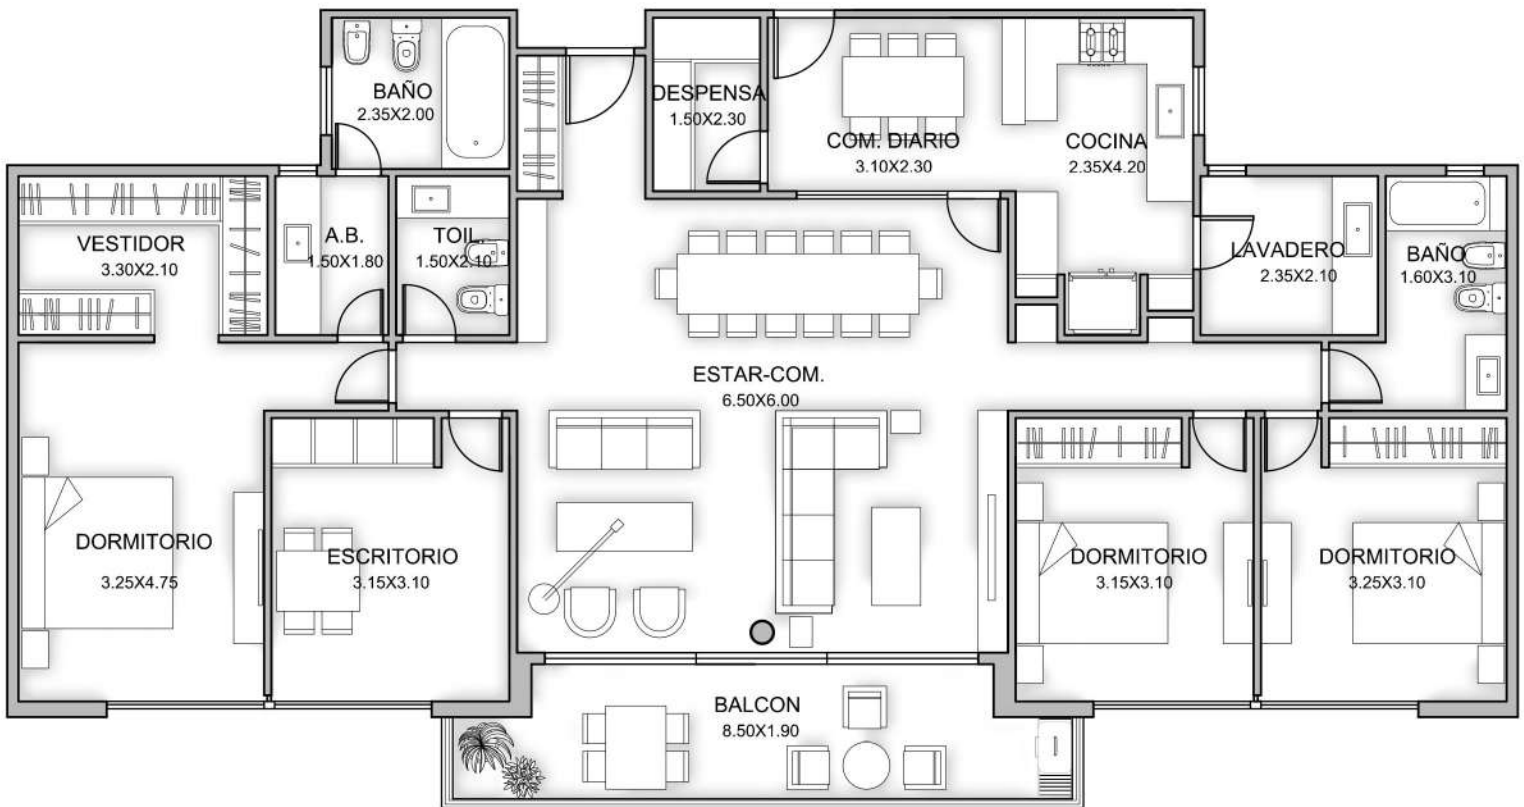 BAÑO
2.35X2.00
DESPENSA
1.50X2.30
COM. DIARIO
3.10X2.30
COCINA
2.35X4.20
VESTIDOR
3.30X2.10
A.B.
1.50X1.80
TOIL
1.50X2.10
LAVADERO
2.35X2.10
BAÑO
1.60X3.10
ESTAR-COM.
6.50X6.00
DORMITORIO
3.25X4.75
ESCRITORIO
3.15X3.10
DORMITORIO
3.15X3.10
DORMITORIO
3.25X3.10
BALCON
8.50X1.90